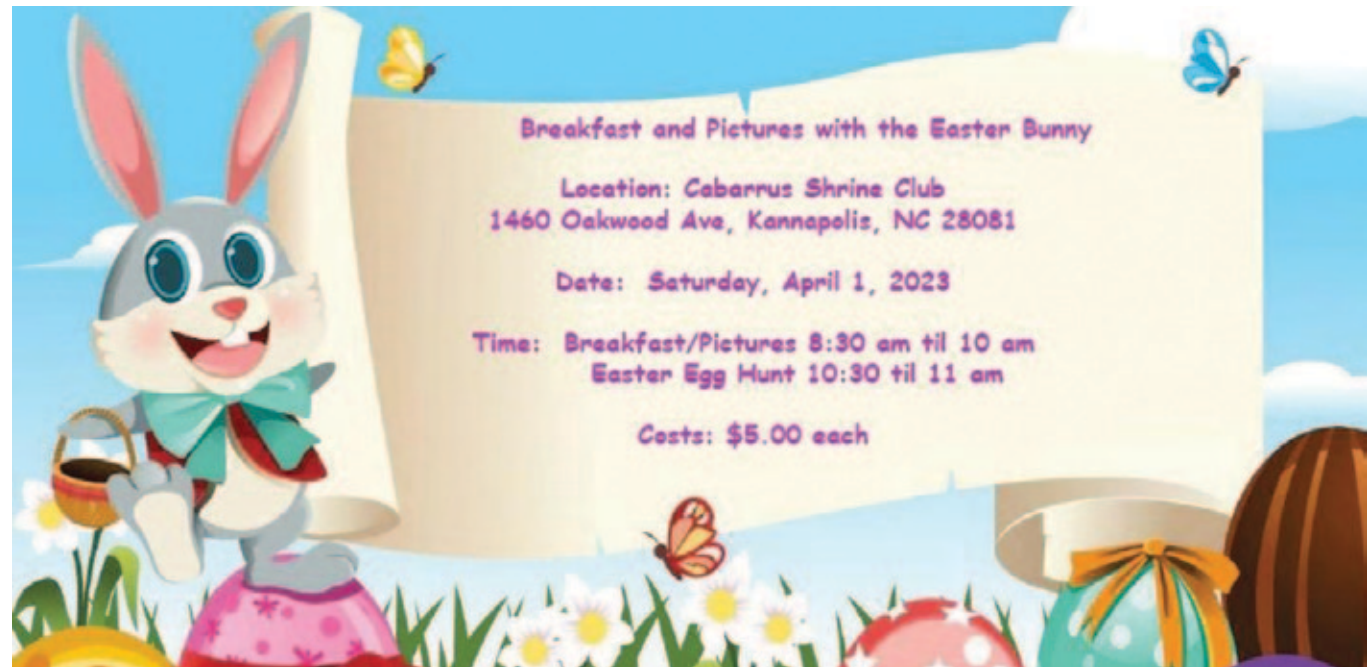 Breakfast and Pictures with the Easter Bunny
Location: Cabarrus Shrine Club
1460 Oakwood Ave, Kannapolis, NC 28081
Date: Saturday, April 1, 2023
Time: Breakfast/Pictures 8:30 am til 10 am
Easter Egg Hunt 10:30 til 11 am
Costs: $5.00 each